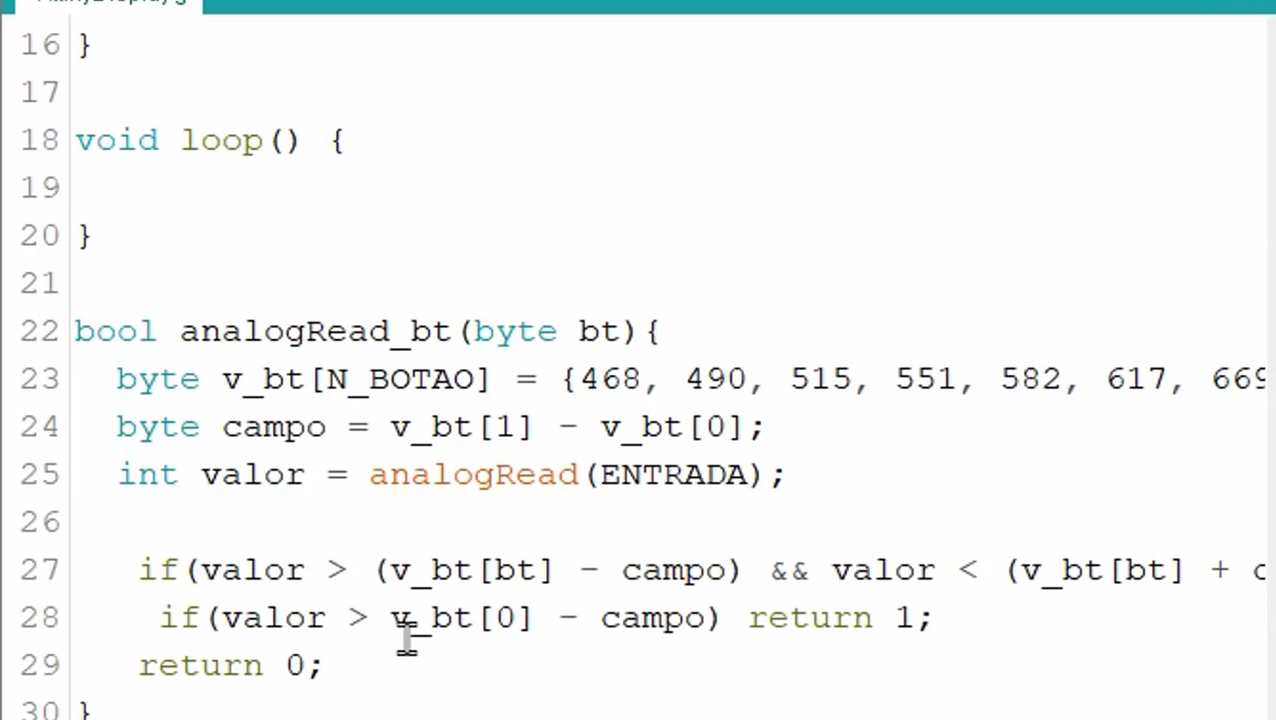 16 }
17
18 void loop() {
19
20 }
21
22 bool analogRead_bt(byte bt){
23 byte v_bt[N_BOTAO] = {468, 490, 515, 551, 582, 617, 669
24 byte campo = v_bt[1] - v_bt[0];
25 int valor = analogRead(ENTRADA);
26
27 if(valor > (v_bt[bt] - campo) && valor < (v_bt[bt] +
28 if(valor > v_bt[0] - campo) return 1;
29 return 0;
30 }